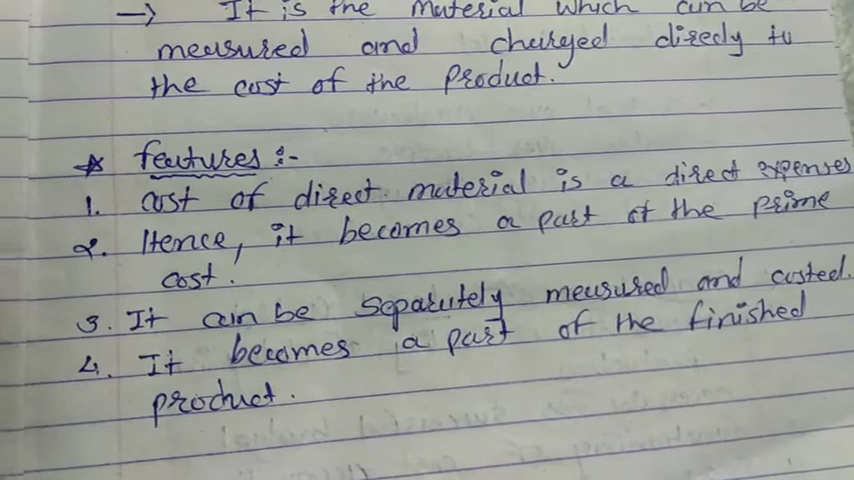 → It is the material which can be
measured and charged direcly to
the cost of the product.
* features :-
1. cost of direct material is a direct expenses
2. Hence, it becomes a part of the prime
cost.
3. It can be separately measured and costed.
4. It becomes a part of the finished
product.